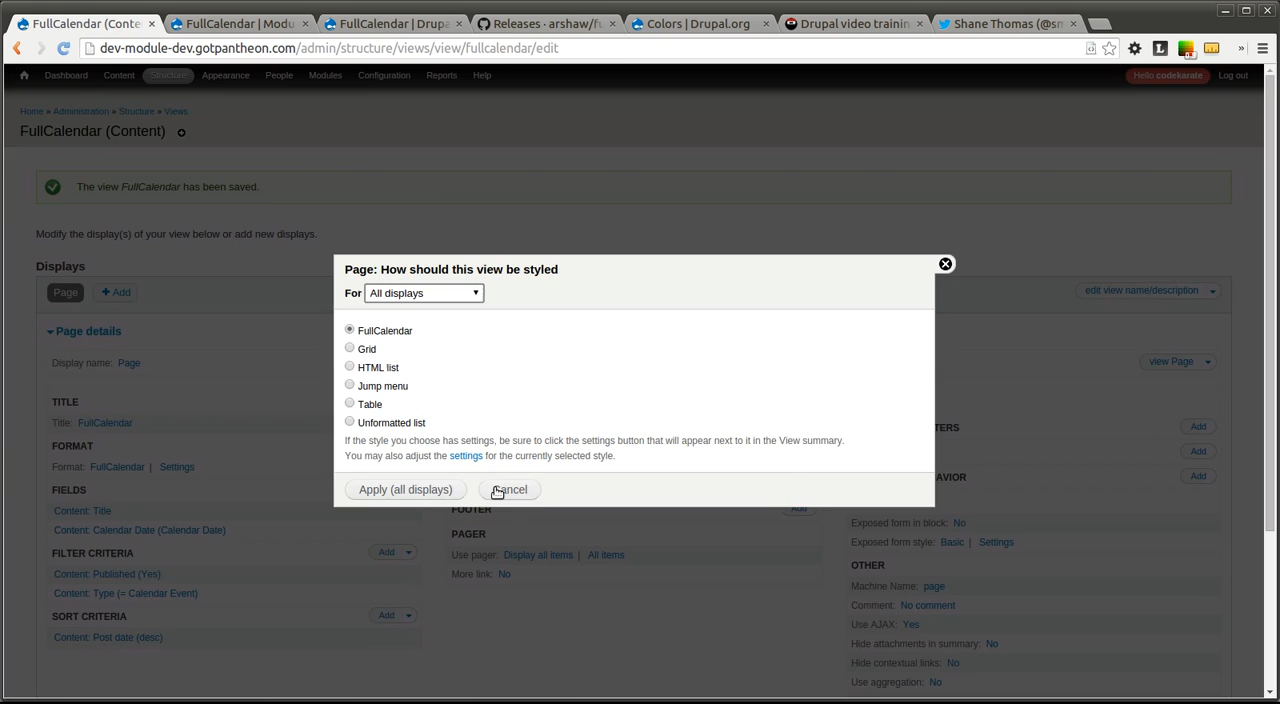 FullCalendar (Conte
FullCalendar | Modu
FullCalendar | Drupa
Releases · arshaw/fu
Colors | Drupal.org
Drupal video trainin
Shane Thomas (@sm
dev-module-dev.gotpantheon.com/admin/structure/views/view/fullcalendar/edit
Dashboard Content Structure Appearance People Modules Configuration Reports Help Hello codekarate Log out
Home » Administration » Structure » Views
FullCalendar (Content)
The view FullCalendar has been saved.
Modify the display(s) of your view below or add new displays.
Displays
Page + Add edit view name/description
Page details
Display name: Page view Page
TITLE
Title: FullCalendar
FORMAT
Format: FullCalendar | Settings
FIELDS
Content: Title
Content: Calendar Date (Calendar Date)
FILTER CRITERIA Add
Content: Published (Yes)
Content: Type (= Calendar Event)
SORT CRITERIA Add
Content: Post date (desc)
Page: How should this view be styled
For All displays
FullCalendar
Grid
HTML list
Jump menu
Table
Unformatted list
If the style you choose has settings, be sure to click the settings button that will appear next to it in the View summary.
You may also adjust the settings for the currently selected style.
Apply (all displays) Cancel
FOOTER Add
PAGER
Use pager: Display all items | All items
More link: No
TERS Add
Add
AVIOR Add
Exposed form in block: No
Exposed form style: Basic | Settings
OTHER
Machine Name: page
Comment: No comment
Use AJAX: Yes
Hide attachments in summary: No
Hide contextual links: No
Use aggregation: No